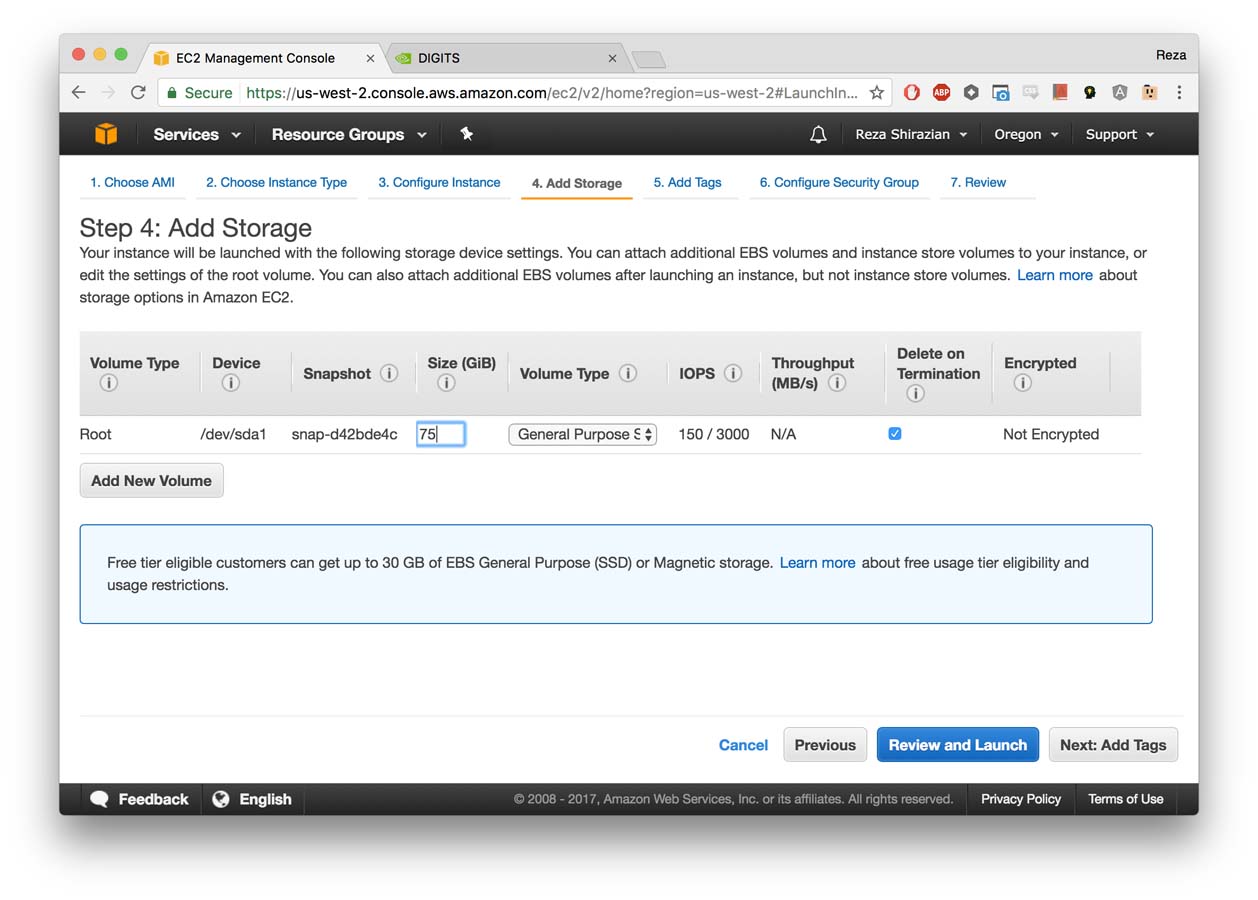 EC2 Management Console
DIGITS
Reza
Secure https://us-west-2.console.aws.amazon.com/ec2/v2/home?region=us-west-2#LaunchIn...
ABP
CSS
A
Services Resource Groups Reza Shirazian Oregon Support
1. Choose AMI 2. Choose Instance Type 3. Configure Instance 4. Add Storage 5. Add Tags 6. Configure Security Group 7. Review
Step 4: Add Storage
Your instance will be launched with the following storage device settings. You can attach additional EBS volumes and instance store volumes to your instance, or
edit the settings of the root volume. You can also attach additional EBS volumes after launching an instance, but not instance store volumes. Learn more about
storage options in Amazon EC2.
Volume Type
Device
Snapshot
Size (GiB)
Volume Type
IOPS
Throughput
(MB/s)
Delete on
Termination
Encrypted
Root /dev/sda1 snap-d42bde4c 75 General Purpose S 150 / 3000 N/A Not Encrypted
Add New Volume
Free tier eligible customers can get up to 30 GB of EBS General Purpose (SSD) or Magnetic storage. Learn more about free usage tier eligibility and
usage restrictions.
Cancel Previous Review and Launch Next: Add Tags
Feedback English © 2008 - 2017, Amazon Web Services, Inc. or its affiliates. All rights reserved. Privacy Policy Terms of Use